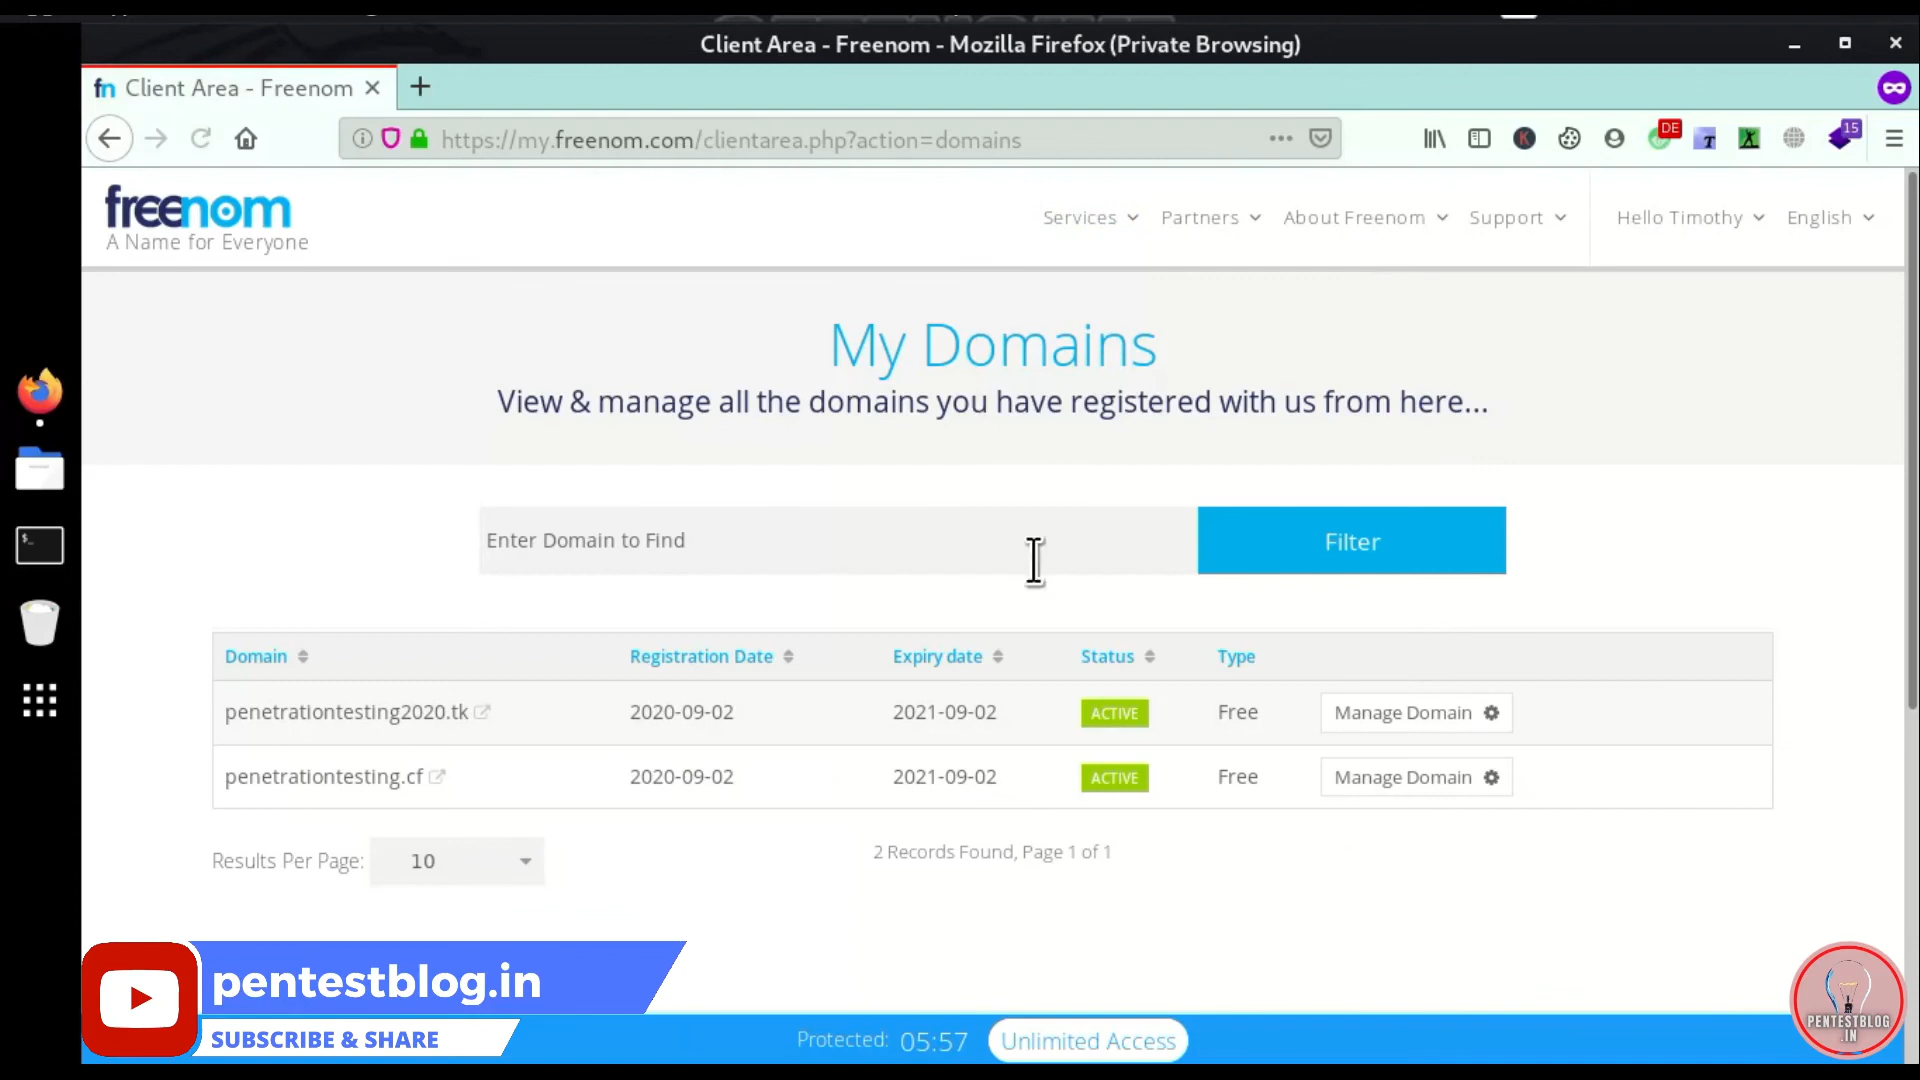 Client Area - Freenom - Mozilla Firefox (Private Browsing)
fn Client Area - Freenom
https://my.freenom.com/clientarea.php?action=domains
DE
T
K
15
freenom
A Name for Everyone
Services
Partners
About Freenom
Support
Hello Timothy
English
My Domains
View & manage all the domains you have registered with us from here...
Enter Domain to Find
Filter
Domain Registration Date Expiry date Status Type
penetrationtesting2020.tk 2020-09-02 2021-09-02 ACTIVE Free Manage Domain
penetrationtesting.cf 2020-09-02 2021-09-02 ACTIVE Free Manage Domain
Results Per Page: 10
2 Records Found, Page 1 of 1
pentestblog.in
SUBSCRIBE & SHARE
Protected: 05:57 Unlimited Access
PENTESTBLOG
.IN